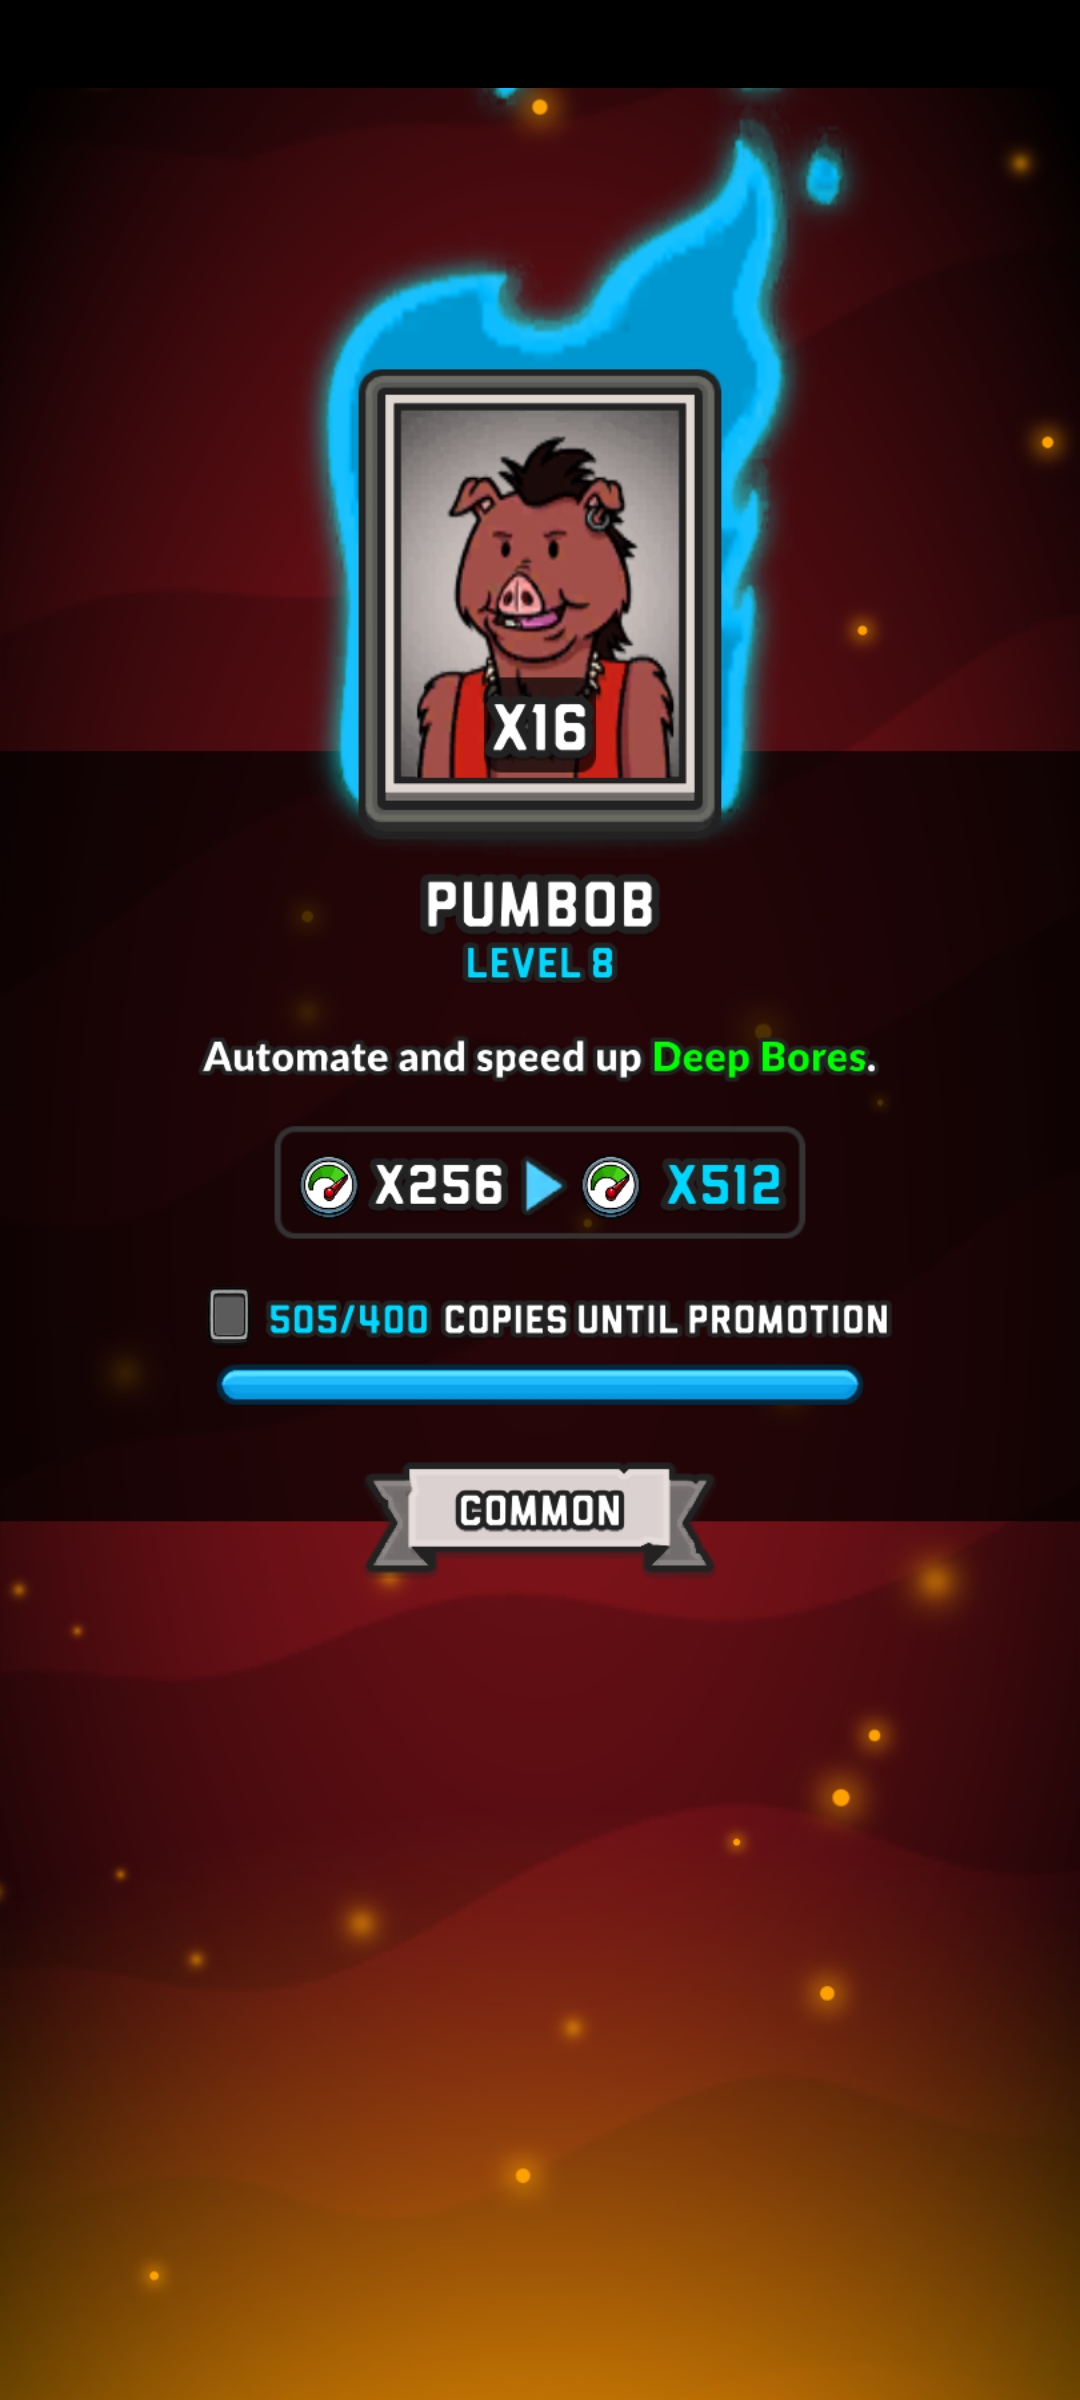 X16
PUMBOB
LEVEL 8
Automate and speed up Deep Bores.
X256 X512
505/400 COPIES UNTIL PROMOTION
COMMON